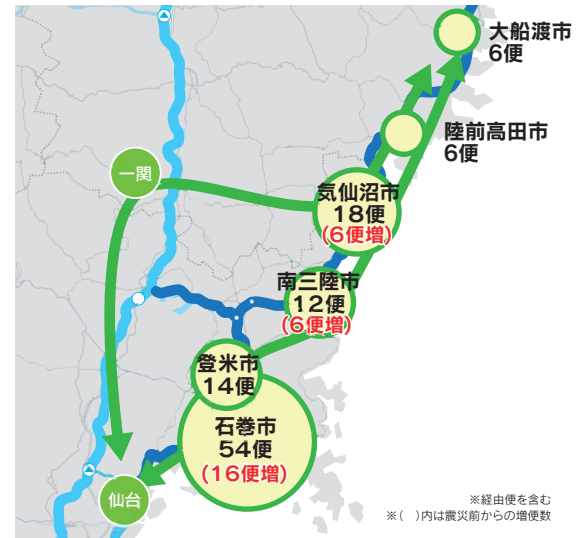 大船渡市
6便
陸前高田市
6便
一関
気仙沼市
18便
(6便増)
南三陸市
12便
(6便増)
登米市
14便
石巻市
54便
(16便増)
仙台
※経由便を含む
※(　)内は震災前からの増便数